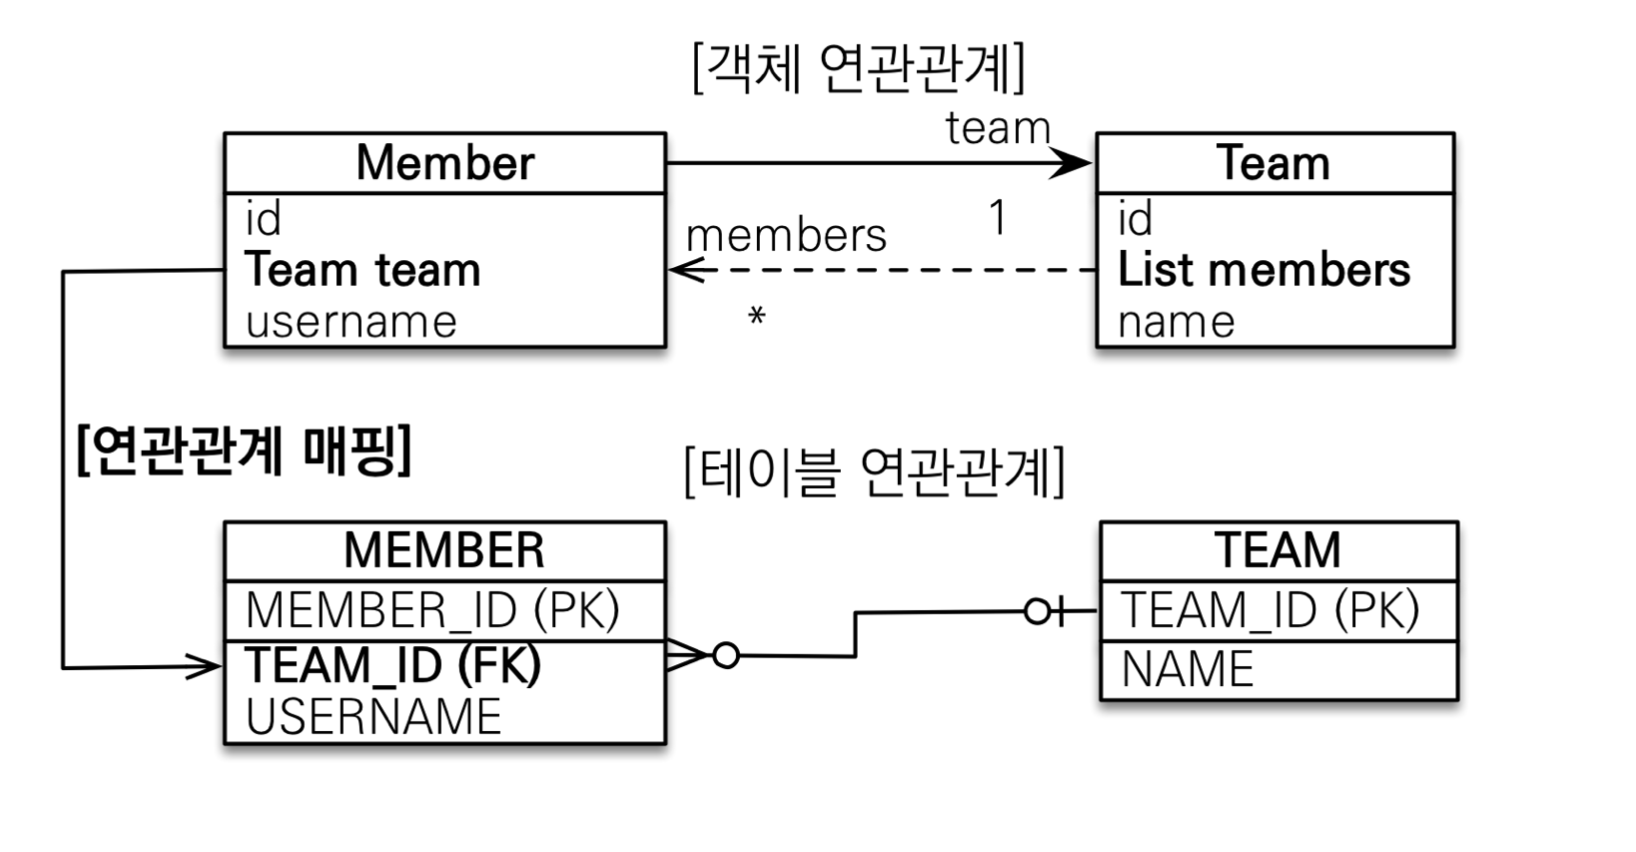 [객체 연관관계]
team
Member
Team
id
Team team
username
members
1
*
id
List members
name
[연관관계 매핑]
[테이블 연관관계]
MEMBER
MEMBER_ID (PK)
TEAM_ID (FK)
USERNAME
TEAM
TEAM_ID (PK)
NAME